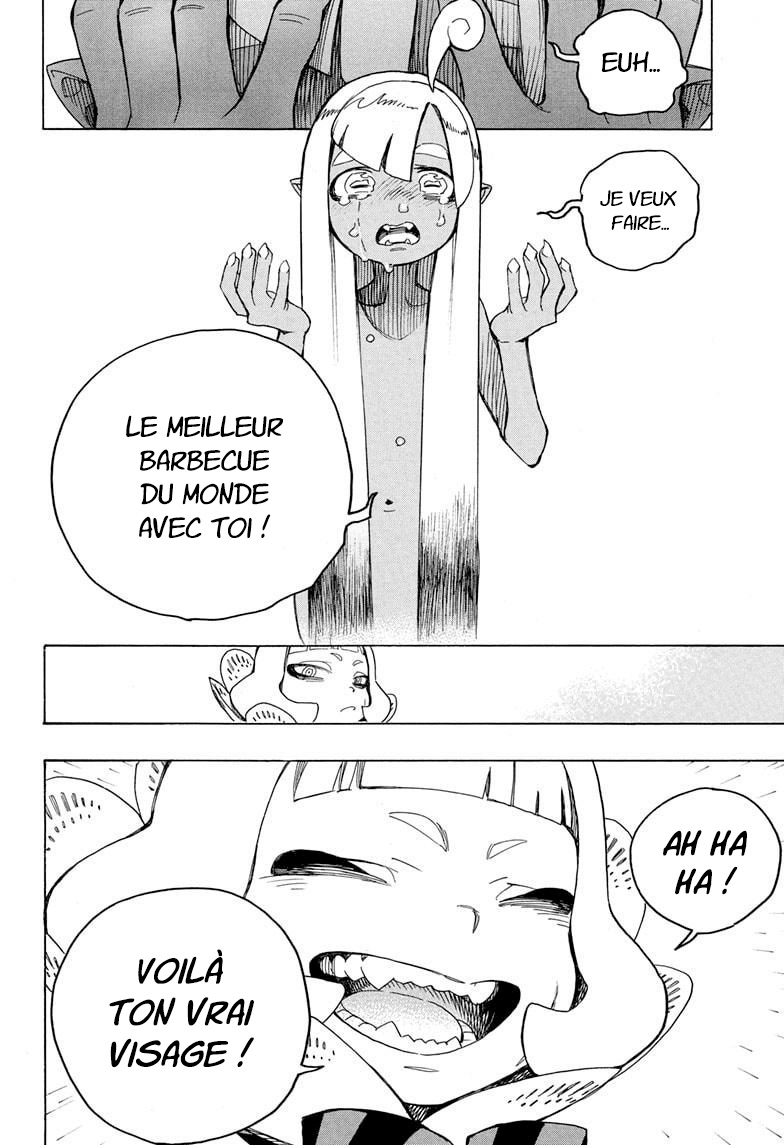 EUH...
JE VEUX
FAIRE...
LE MEILLEUR
BARBECUE
DU MONDE
AVEC TOI !
AH HA
HA !
VOILÀ
TON VRAI
VISAGE !